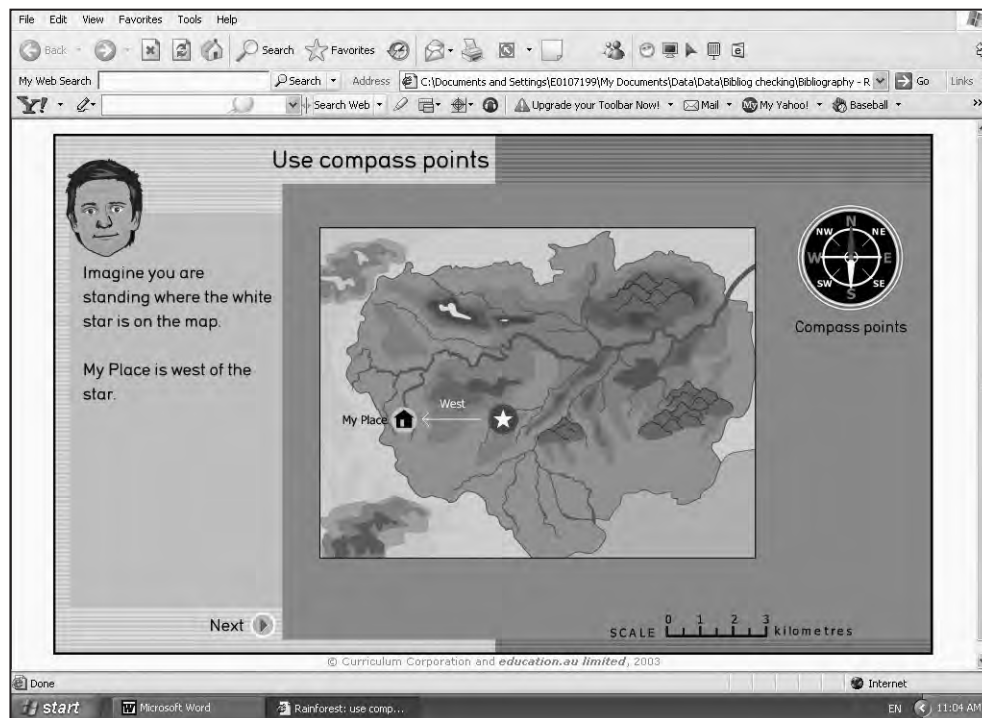 File Edit View Favorites Tools Help
Back Search Favorites
My Web Search Search Address C:\Documents and Settings\E0107199\My Documents\Data\Data\Bibliog checking\Bibliography - R Go Links
Y! Search Web Upgrade your Toolbar Now! Mail My Yahoo! Baseball
Use compass points
Imagine you are
standing where the white
star is on the map.
My Place is west of the
star.
Next
West
My Place
N
NW NE
W E
SW SE
S
Compass points
0 1 2 3
SCALE kilometres
© Curriculum Corporation and education.au limited, 2003
Done Internet
start Microsoft Word Rainforest: use comp... EN 11:04 AM